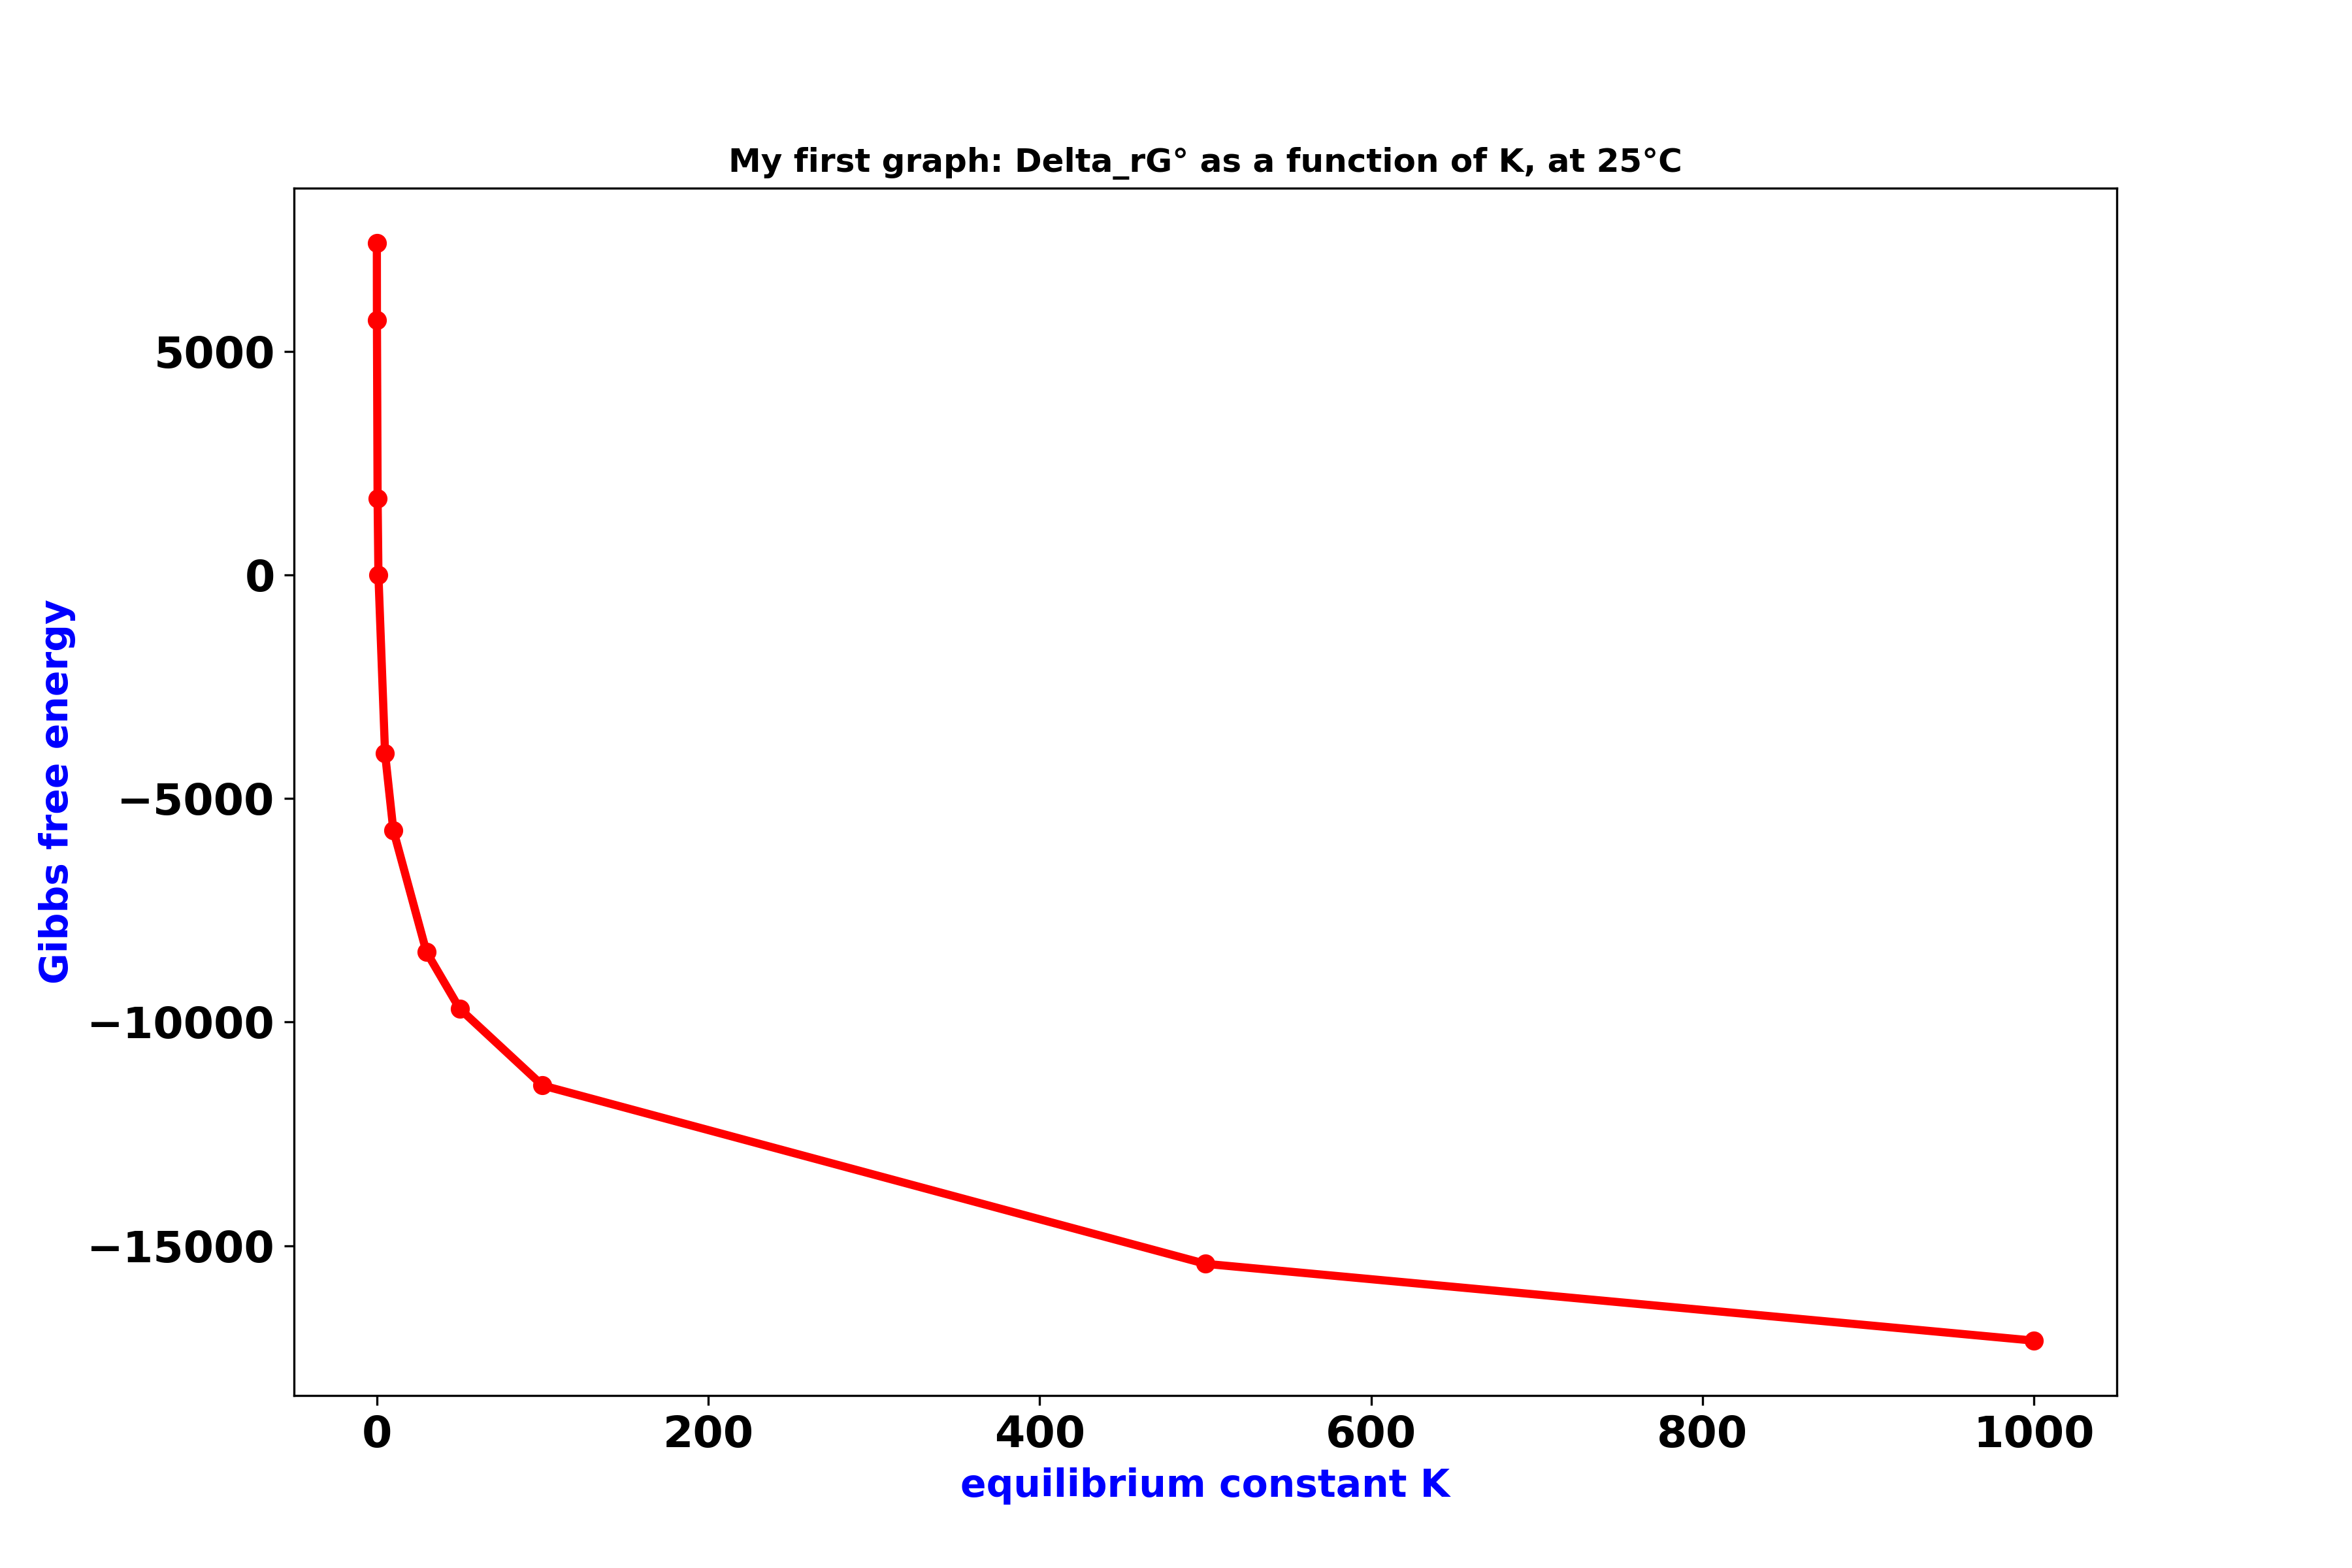 My first graph: Delta_rG° as a function of K, at 25°C
Gibbs free energy
5000
0
−5000
−10000
−15000
0 200 400 600 800 1000
equilibrium constant K